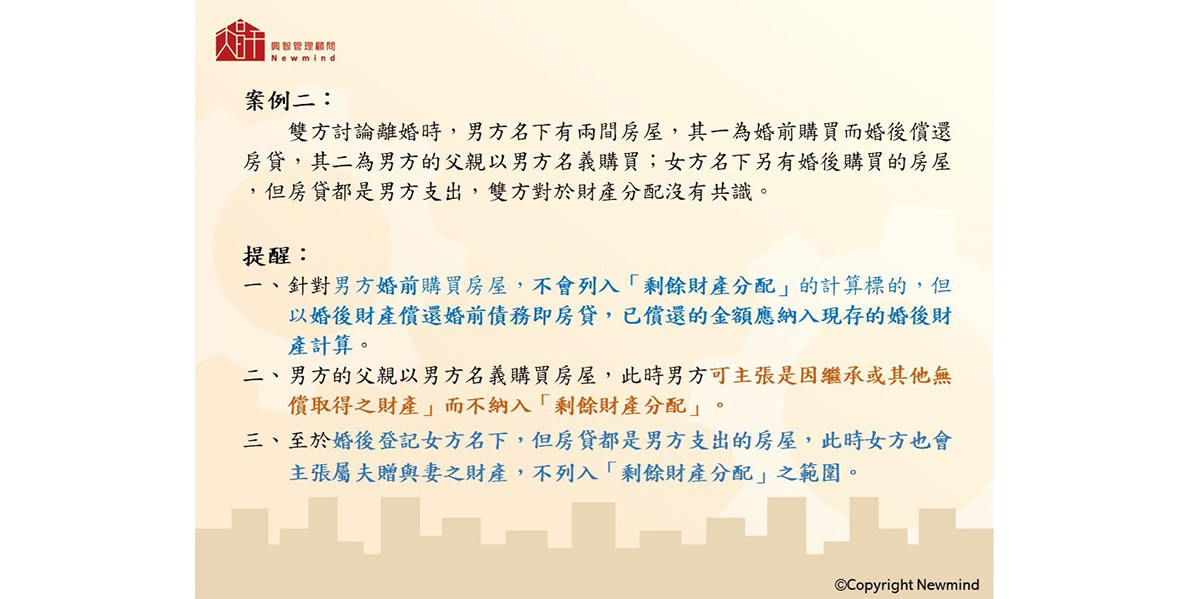 興智管理顧問
Newmind
案例二：
雙方討論離婚時，男方名下有兩間房屋，其一為婚前購買而婚後償還
房貸，其二為男方的父親以男方名義購買；女方名下另有婚後購買的房屋
，但房貸都是男方支出，雙方對於財產分配沒有共識。
提醒：
一、針對男方婚前購買房屋，不會列入「剩餘財產分配」的計算標的，但
以婚後財產償還婚前債務即房貸，已償還的金額應納入現存的婚後財
產計算。
二、男方的父親以男方名義購買房屋，此時男方可主張是因繼承或其他無
償取得之財產」而不納入「剩餘財產分配」。
三、至於婚後登記女方名下，但房貸都是男方支出的房屋，此時女方也會
主張屬夫贈與妻之財產，不列入「剩餘財產分配」之範圍。
©Copyright Newmind